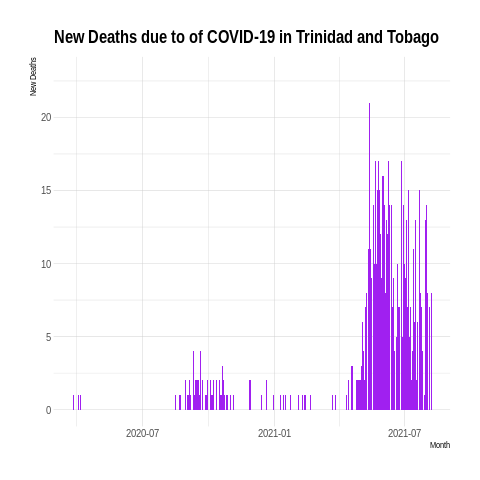 New Deaths due to of COVID-19 in Trinidad and Tobago
New Deaths
20
15
10
5
0
2020-07 2021-01 2021-07
Month